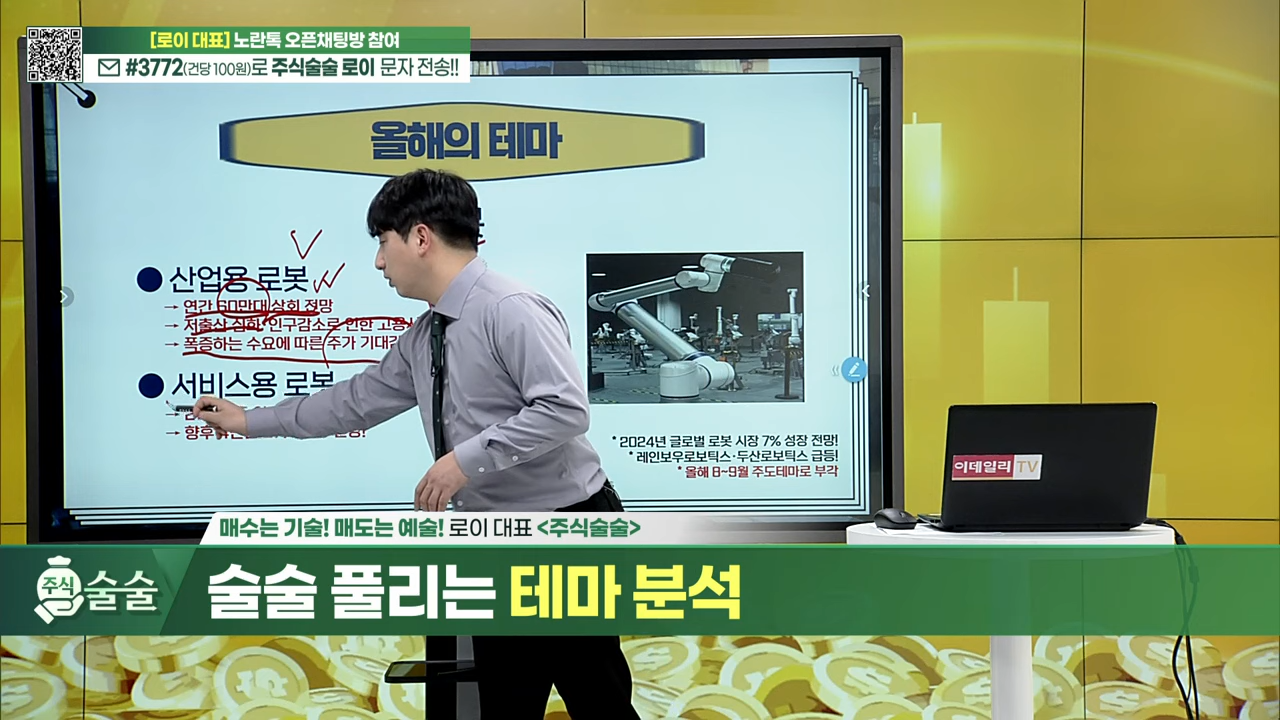 [로이 대표] 노란톡 오픈채팅방 참여
#3772(건당 100원)로 주식술술 로이 문자 전송!!
올해의 테마
산업용 로봇
→ 연간 60만대 상회 전망
→ 저출산 심화·인구감소로 인한
→ 폭증하는 수요에 따른 주가
서비스용 로봇
→
→ 향후
* 2024년 글로벌 로봇 시장 7% 성장 전망!
* 레인보우로보틱스·두산로보틱스 급등!
* 올해 8~9월 주도테마로 부각
이데일리TV
매수는 기술! 매도는 예술! 로이 대표 <주식술술>
주식술술
술술 풀리는 테마 분석